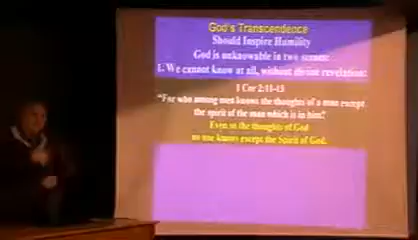 God's Transcendence
Should Inspire Humility
God is unknowable in two senses:
1. We cannot know at all, without divine revelation:
1 Cor 2:11-13
"For who among men knows the thoughts of a man except
the spirit of the man which is in him?
Even so the thoughts of God
no one knows except the Spirit of God.